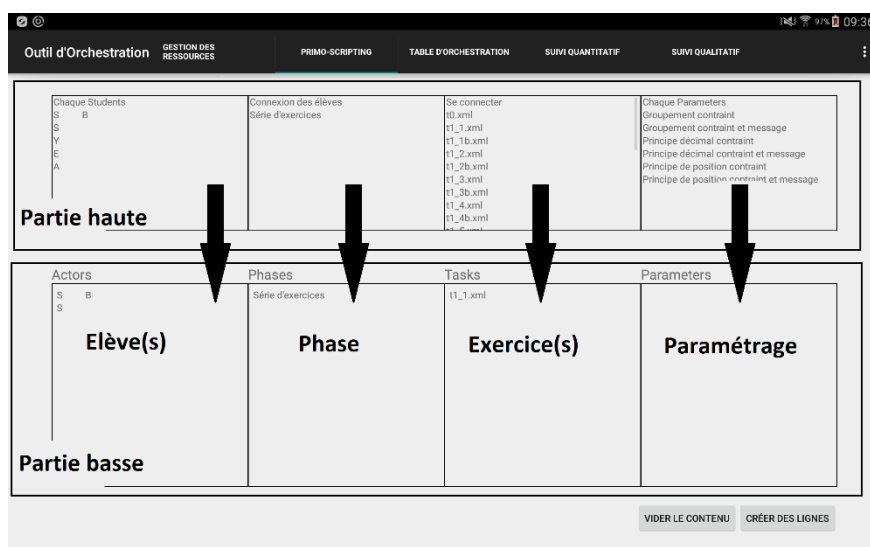 97% 09:36
Outil d'Orchestration GESTION DES RESSOURCES PRIMO-SCRIPTING TABLE D'ORCHESTRATION SUIVI QUANTITATIF SUIVI QUALITATIF
Chaque Students
S B
S
Y
E
A
Connexion des élèves
Série d'exercices
Se connecter
t0.xml
t1_1.xml
t1_1b.xml
t1_2.xml
t1_2b.xml
t1_3.xml
t1_3b.xml
t1_4.xml
t1_4b.xml
Chaque Parameters
Groupement contraint
Groupement contraint et message
Principe décimal contraint
Principe décimal contraint et message
Principe de position contraint
Principe de position contraint et message
Partie haute
Actors Phases Tasks Parameters
S B
S
Série d'exercices
t1_1.xml
Elève(s) Phase Exercice(s) Paramétrage
Partie basse
VIDER LE CONTENU CRÉER DES LIGNES